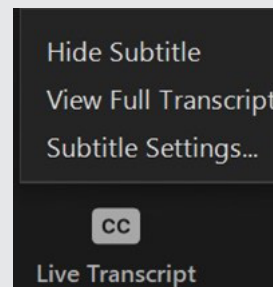 Hide Subtitle
View Full Transcript
Subtitle Settings...
CC
Live Transcript